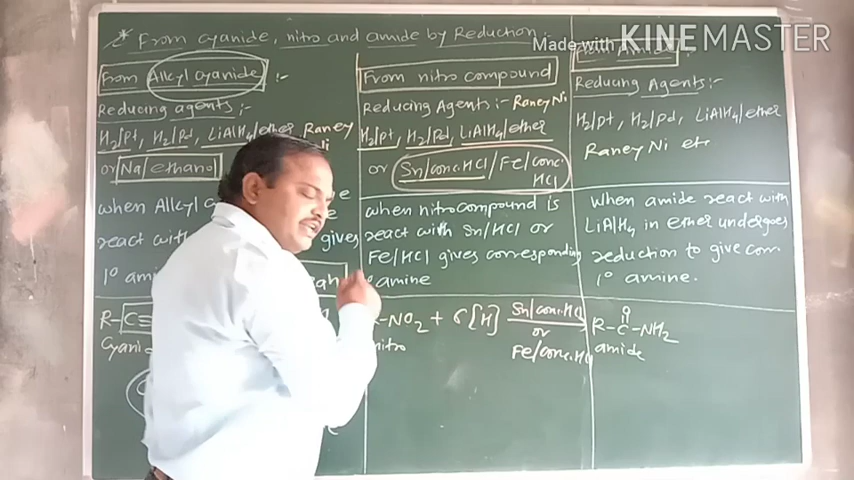 From cyanide, nitro and amide by Reduction :-
Made with KINEMASTER
From Alkyl cyanide :-
Reducing agents :-
H2/pt, H2/pd, LiAlH4/ether, Raney
or Na/ethanol
when Alkyl
react with gives
1°
R-C≡
From nitro compound
Reducing Agents :- Raney Ni
H2/pt, H2/Pd, LiAlH4/ether
or Sn/conc.HCl/Fe/conc.
HCl
when nitrocompound is
react with Sn/HCl or
Fe/HCl gives corresponding
amine
-NO2 + 6[H] Sn/conc.HCl
or
Fe/conc.HCl
nitro
Reducing Agents :-
H2/pt, H2/Pd, LiAlH4/ether
Raney Ni etc
When amide react with
LiAlH4 in ether undergoes
reduction to give corr.
1° amine.
O
R-C-NH2
amide